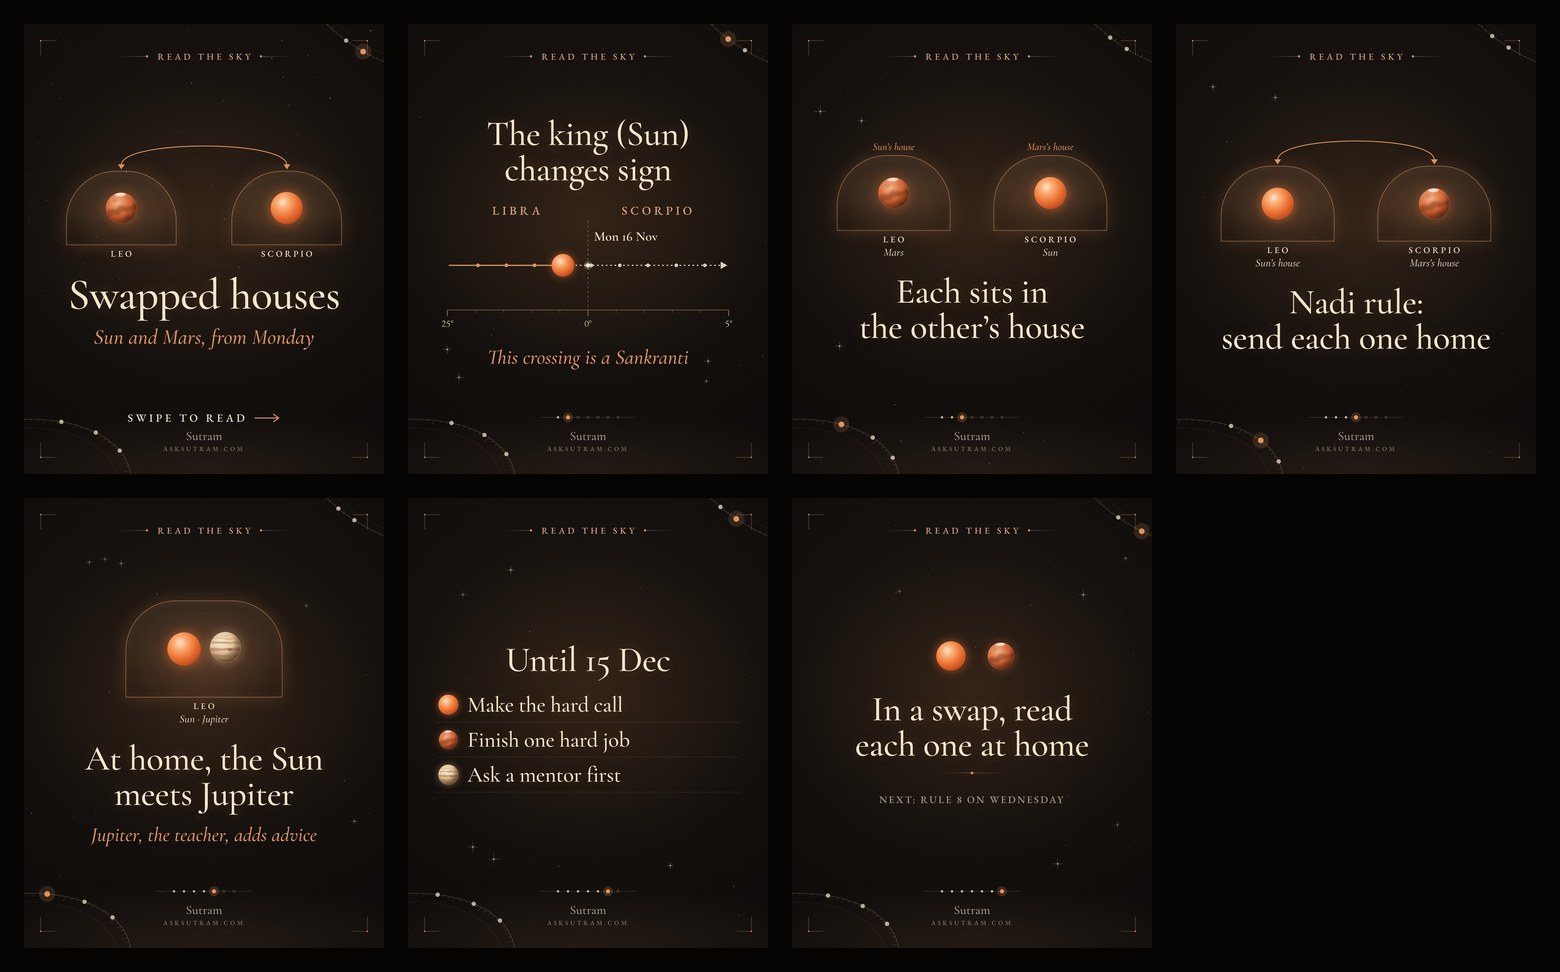 READ THE SKY
LEO
SCORPIO
Swapped houses
Sun and Mars, from Monday
SWIPE TO READ
Sutram
ASKSUTRAM.COM
READ THE SKY
The king (Sun)
changes sign
LIBRA
SCORPIO
Mon 16 Nov
25°
0°
5°
This crossing is a Sankranti
Sutram
ASKSUTRAM.COM
READ THE SKY
Sun's house
Mars's house
LEO
Mars
SCORPIO
Sun
Each sits in
the other's house
Sutram
ASKSUTRAM.COM
READ THE SKY
LEO
Sun's house
SCORPIO
Mars's house
Nadi rule:
send each one home
Sutram
ASKSUTRAM.COM
READ THE SKY
LEO
Sun · Jupiter
At home, the Sun
meets Jupiter
Jupiter, the teacher, adds advice
Sutram
ASKSUTRAM.COM
READ THE SKY
Until 15 Dec
Make the hard call
Finish one hard job
Ask a mentor first
Sutram
ASKSUTRAM.COM
READ THE SKY
In a swap, read
each one at home
NEXT: RULE 8 ON WEDNESDAY
Sutram
ASKSUTRAM.COM